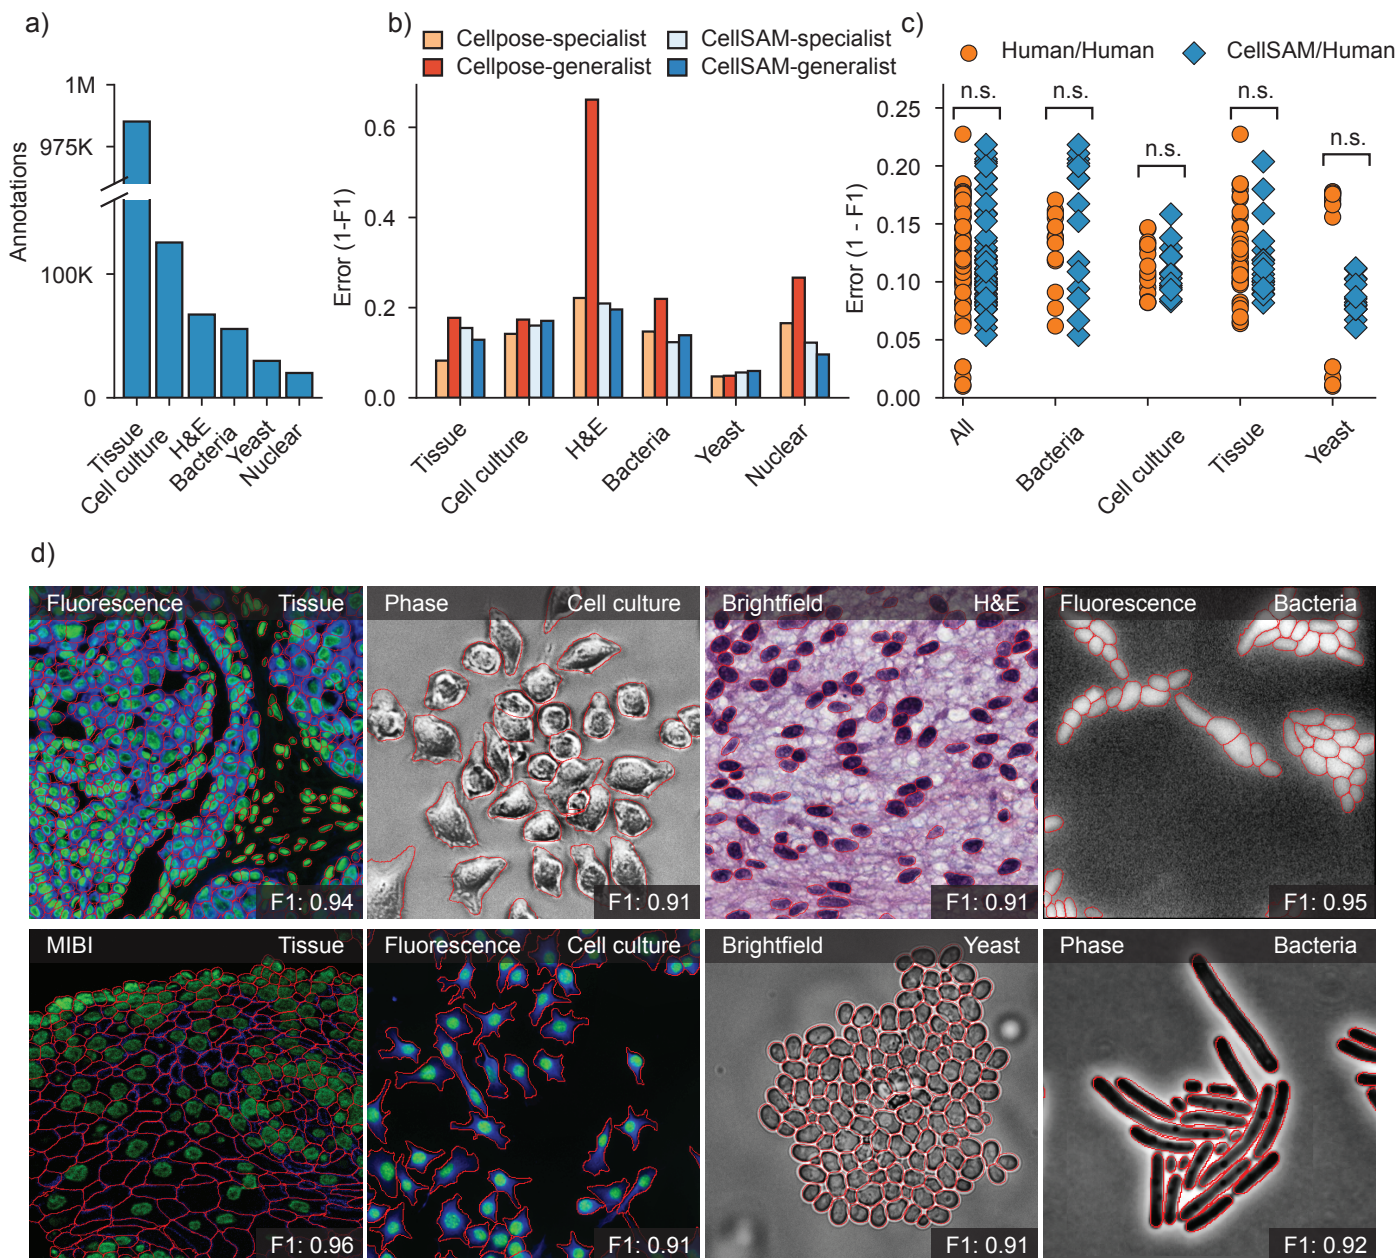 a)
1M
975K
100K
0
Annotations
Tissue
Cell culture
H&E
Bacteria
Yeast
Nuclear
b)
Cellpose-specialist
CellSAM-specialist
Cellpose-generalist
CellSAM-generalist
0.6
0.4
0.2
0.0
Error (1-F1)
Tissue
Cell culture
H&E
Bacteria
Yeast
Nuclear
c)
Human/Human
CellSAM/Human
n.s.
n.s.
n.s.
n.s.
n.s.
0.25
0.20
0.15
0.10
0.05
0.00
Error (1 - F1)
All
Bacteria
Cell culture
Tissue
Yeast
d)
Fluorescence Tissue
F1: 0.94
Phase Cell culture
F1: 0.91
Brightfield H&E
F1: 0.91
Fluorescence Bacteria
F1: 0.95
MIBI Tissue
F1: 0.96
Fluorescence Cell culture
F1: 0.91
Brightfield Yeast
F1: 0.91
Phase Bacteria
F1: 0.92